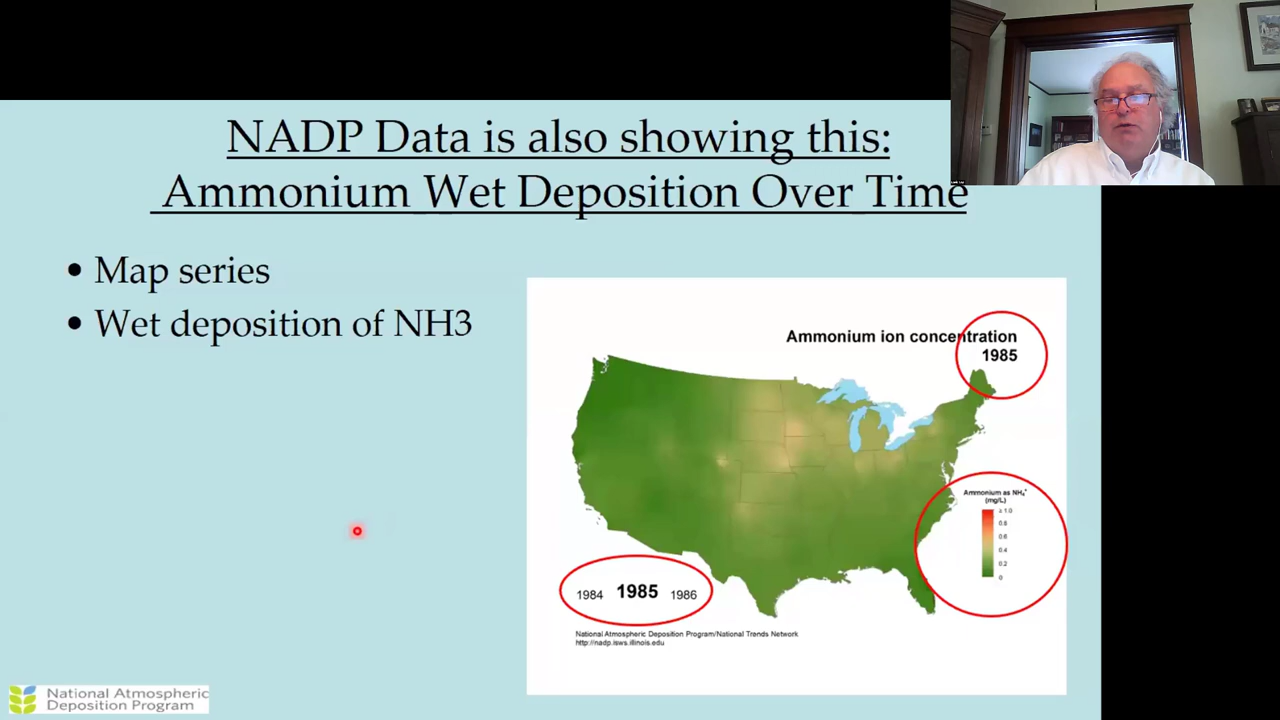 NADP Data is also showing this:
Ammonium Wet Deposition Over Time
• Map series
• Wet deposition of NH3
Ammonium ion concentration
1985
Ammonium as NH₄⁺
(mg/L)
≥ 1.0
0.8
0.6
0.4
0.2
0
1984 1985 1986
National Atmospheric Deposition Program/National Trends Network
http://nadp.isws.illinois.edu
National Atmospheric
Deposition Program